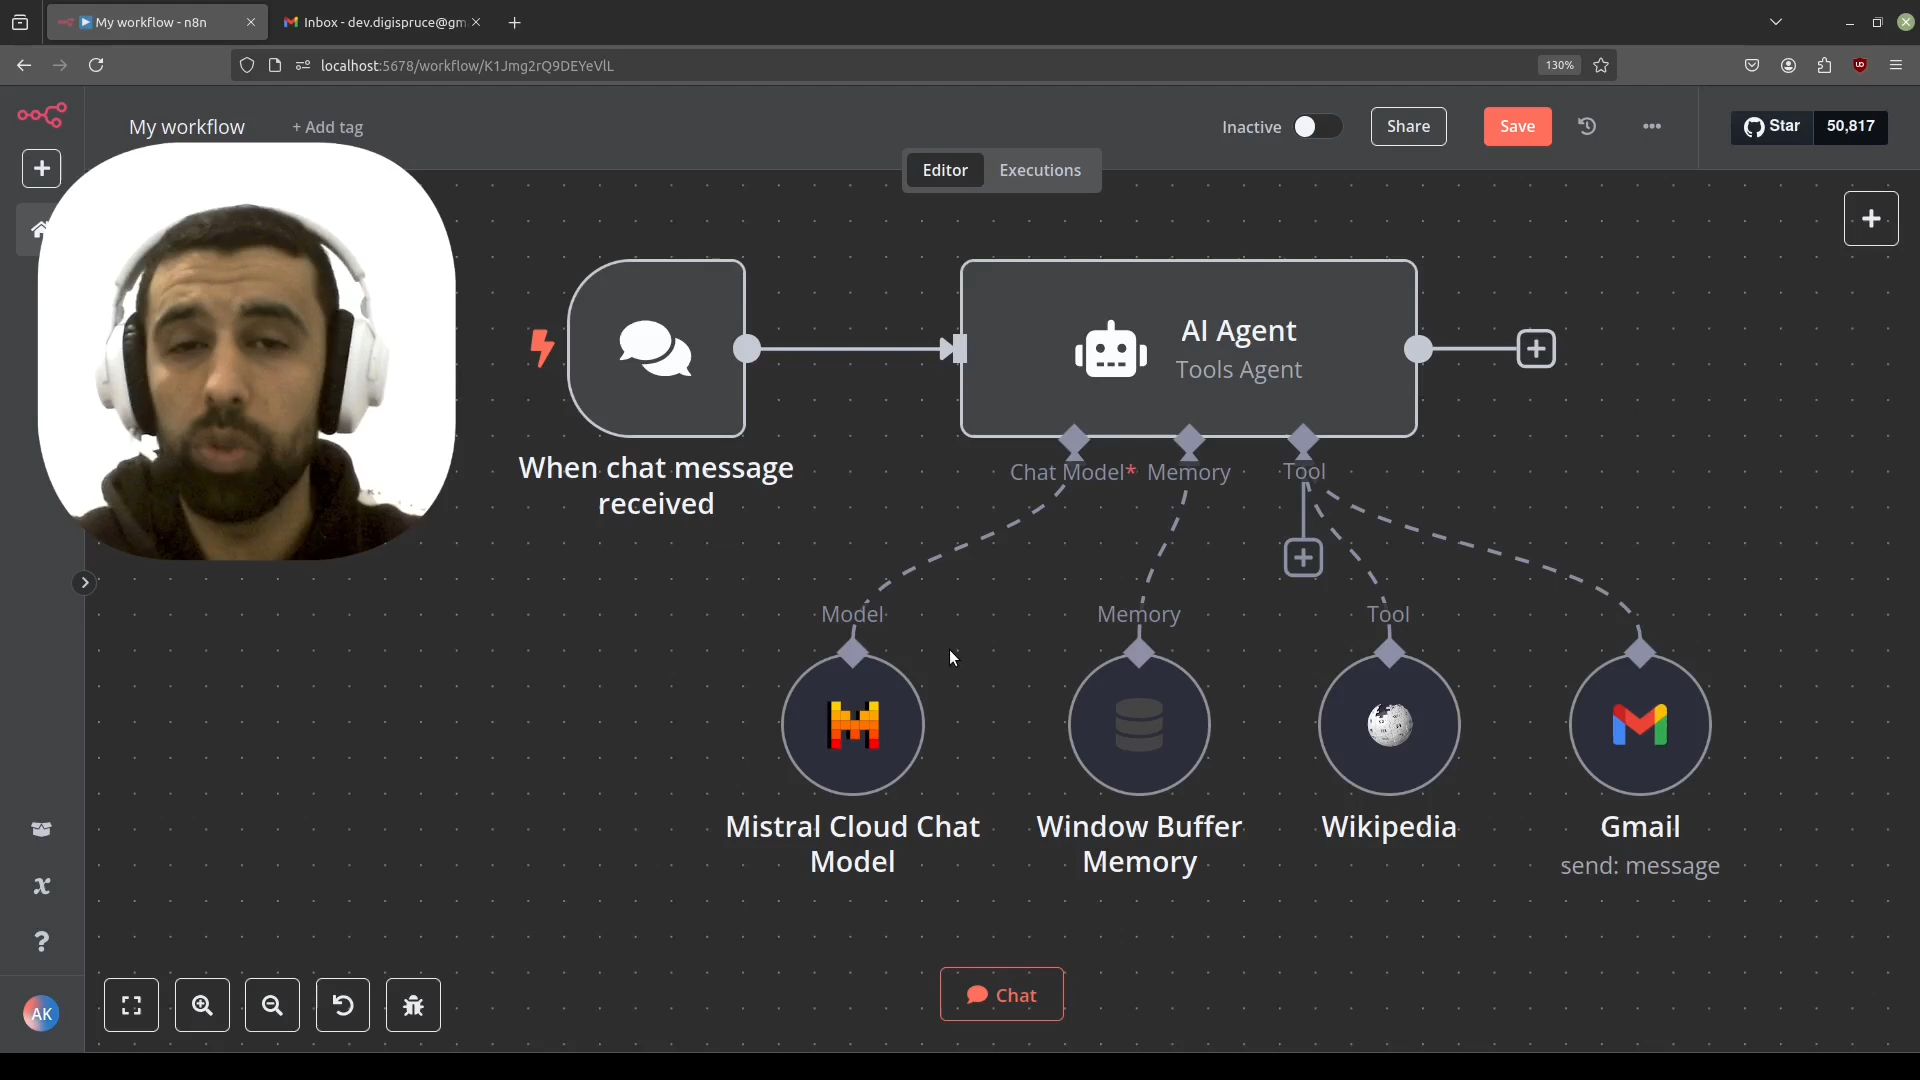 My workflow - n8n
Inbox - dev.digispruce@gm
localhost:5678/workflow/K1Jmg2rQ9DEYeVlL
130%
My workflow
+ Add tag
Inactive
Share
Save
Star
50,817
Editor
Executions
AI Agent
Tools Agent
When chat message
received
Chat Model*
Memory
Tool
Model
Memory
Tool
Mistral Cloud Chat
Model
Window Buffer
Memory
Wikipedia
Gmail
send: message
Chat
AK